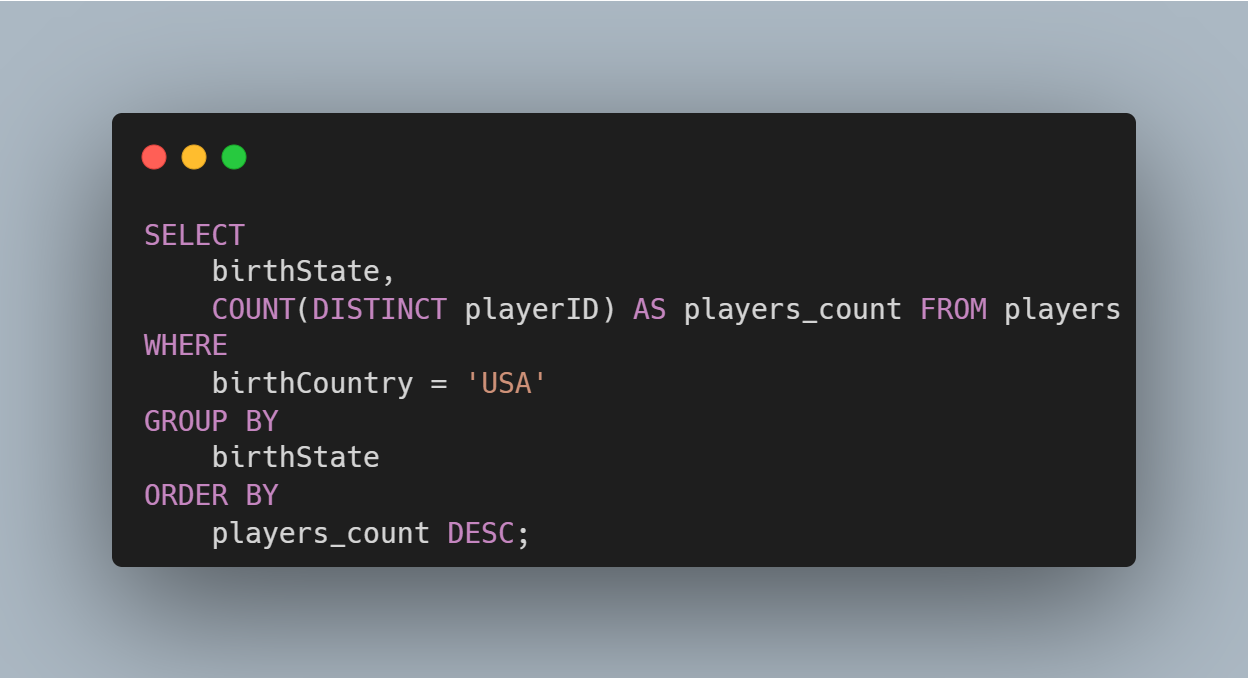 SELECT
    birthState,
    COUNT(DISTINCT playerID) AS players_count FROM players
WHERE
    birthCountry = 'USA'
GROUP BY
    birthState
ORDER BY
    players_count DESC;